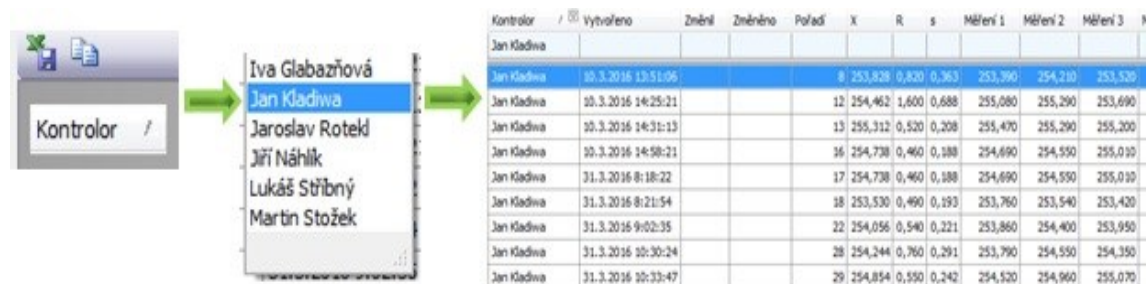 Kontrolor /
Iva Glabazňová
Jan Kladiwa
Jaroslav Rotekl
Jiří Náhlík
Lukáš Stříbný
Martin Stožek
Kontrolor / Vytvořeno Změnil Změněno Pořadí X R s Měření 1 Měření 2 Měření 3
Jan Kladiwa
Jan Kladiwa 10.3.2016 13:51:06 8 253,828 0,820 0,363 253,390 254,210 253,520
Jan Kladiwa 10.3.2016 14:25:21 12 254,462 1,600 0,688 255,080 255,290 253,690
Jan Kladiwa 10.3.2016 14:31:13 13 255,312 0,520 0,208 255,470 255,290 255,200
Jan Kladiwa 10.3.2016 14:58:21 16 254,738 0,460 0,188 254,690 254,550 255,010
Jan Kladiwa 31.3.2016 8:18:22 17 254,738 0,460 0,188 254,690 254,550 255,010
Jan Kladiwa 31.3.2016 8:21:54 18 253,530 0,490 0,193 253,760 253,540 253,420
Jan Kladiwa 31.3.2016 9:02:35 22 254,056 0,540 0,221 253,860 254,400 253,950
Jan Kladiwa 31.3.2016 10:30:24 28 254,244 0,760 0,291 253,790 254,550 254,350
Jan Kladiwa 31.3.2016 10:33:47 29 254,854 0,550 0,242 254,520 254,960 255,070